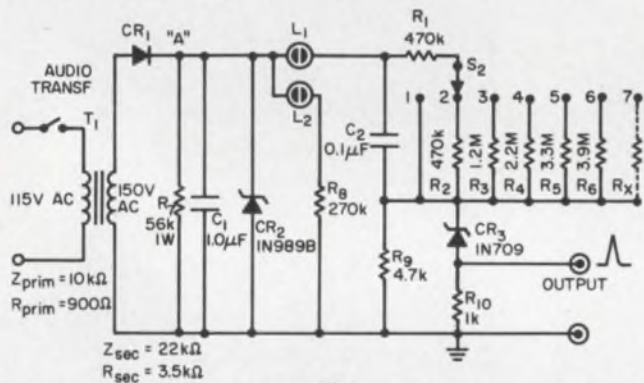 CR1
"A"
L1
R1
470k
S2
AUDIO
TRANSF
T1
L2
1
2
3
4
5
6
7
C2
0.1μF
470k
1.2M
2.2M
3.3M
3.9M
115V AC
150V
AC
R7
56k
1W
C1
1.0μF
CR2
1N989B
R8
270k
R2
R3
R4
R5
R6
RX
CR3
1N709
R9
4.7k
OUTPUT
R10
1k
Zprim = 10kΩ
Rprim = 900Ω
Zsec = 22kΩ
Rsec = 3.5kΩ